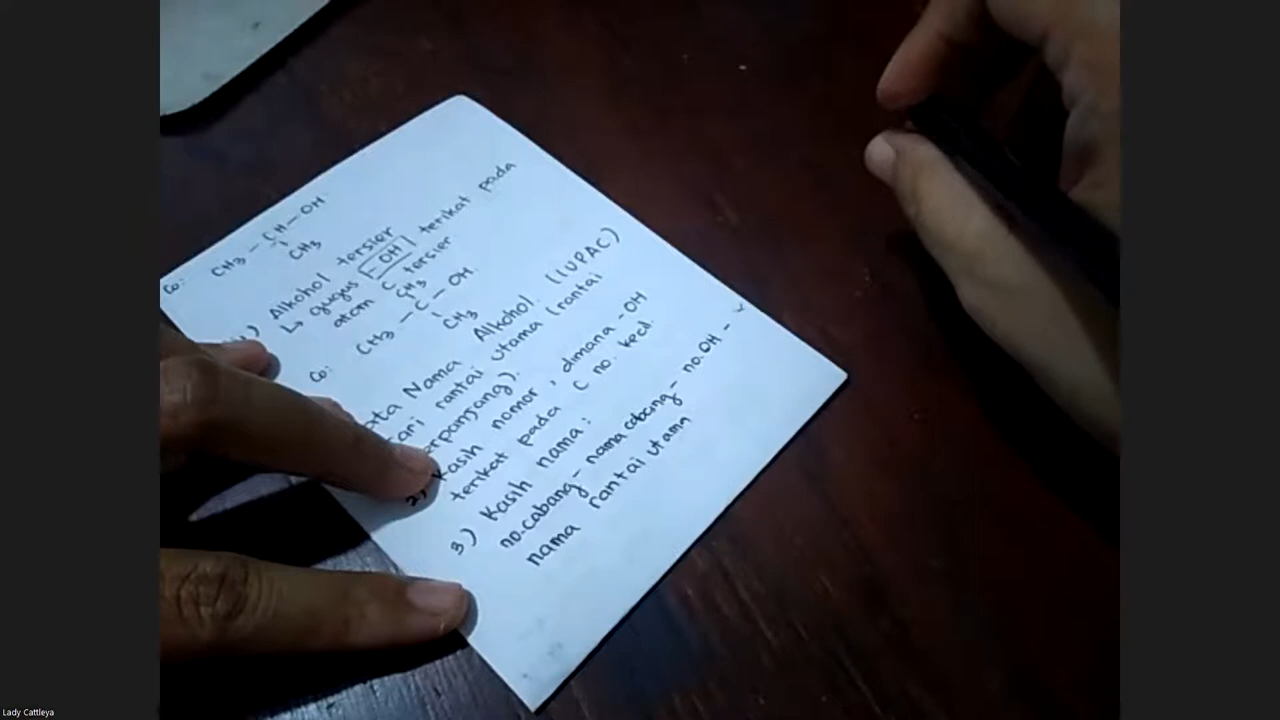 Co: CH3 - CH - OH
CH3
) Alkohol tersier
↳ gugus [-OH] terikat pada
atom C tersier.
CH3
Co: CH3 - C - OH.
CH3
Nama Alkohol. (IUPAC)
rantai utama (rantai
2) Kasih nomor, dimana -OH
terikat pada C no. kecil
3) Kasih nama:
no.cabang - nama cabang - no.OH -
nama rantai utama
Lady Cattleya